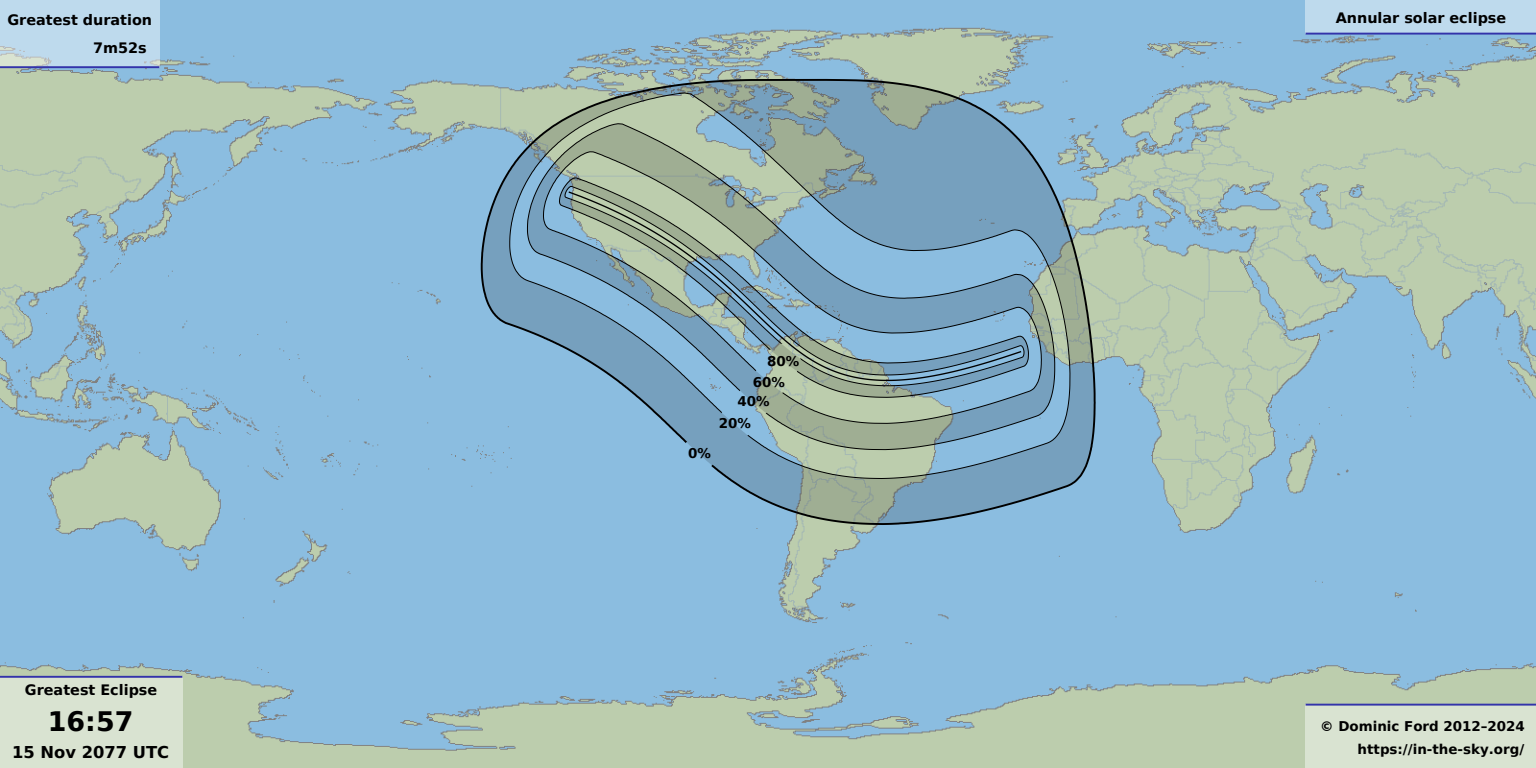 Greatest duration
7m52s
Annular solar eclipse
80%
60%
40%
20%
0%
Greatest Eclipse
16:57
15 Nov 2077 UTC
© Dominic Ford 2012–2024
https://in-the-sky.org/